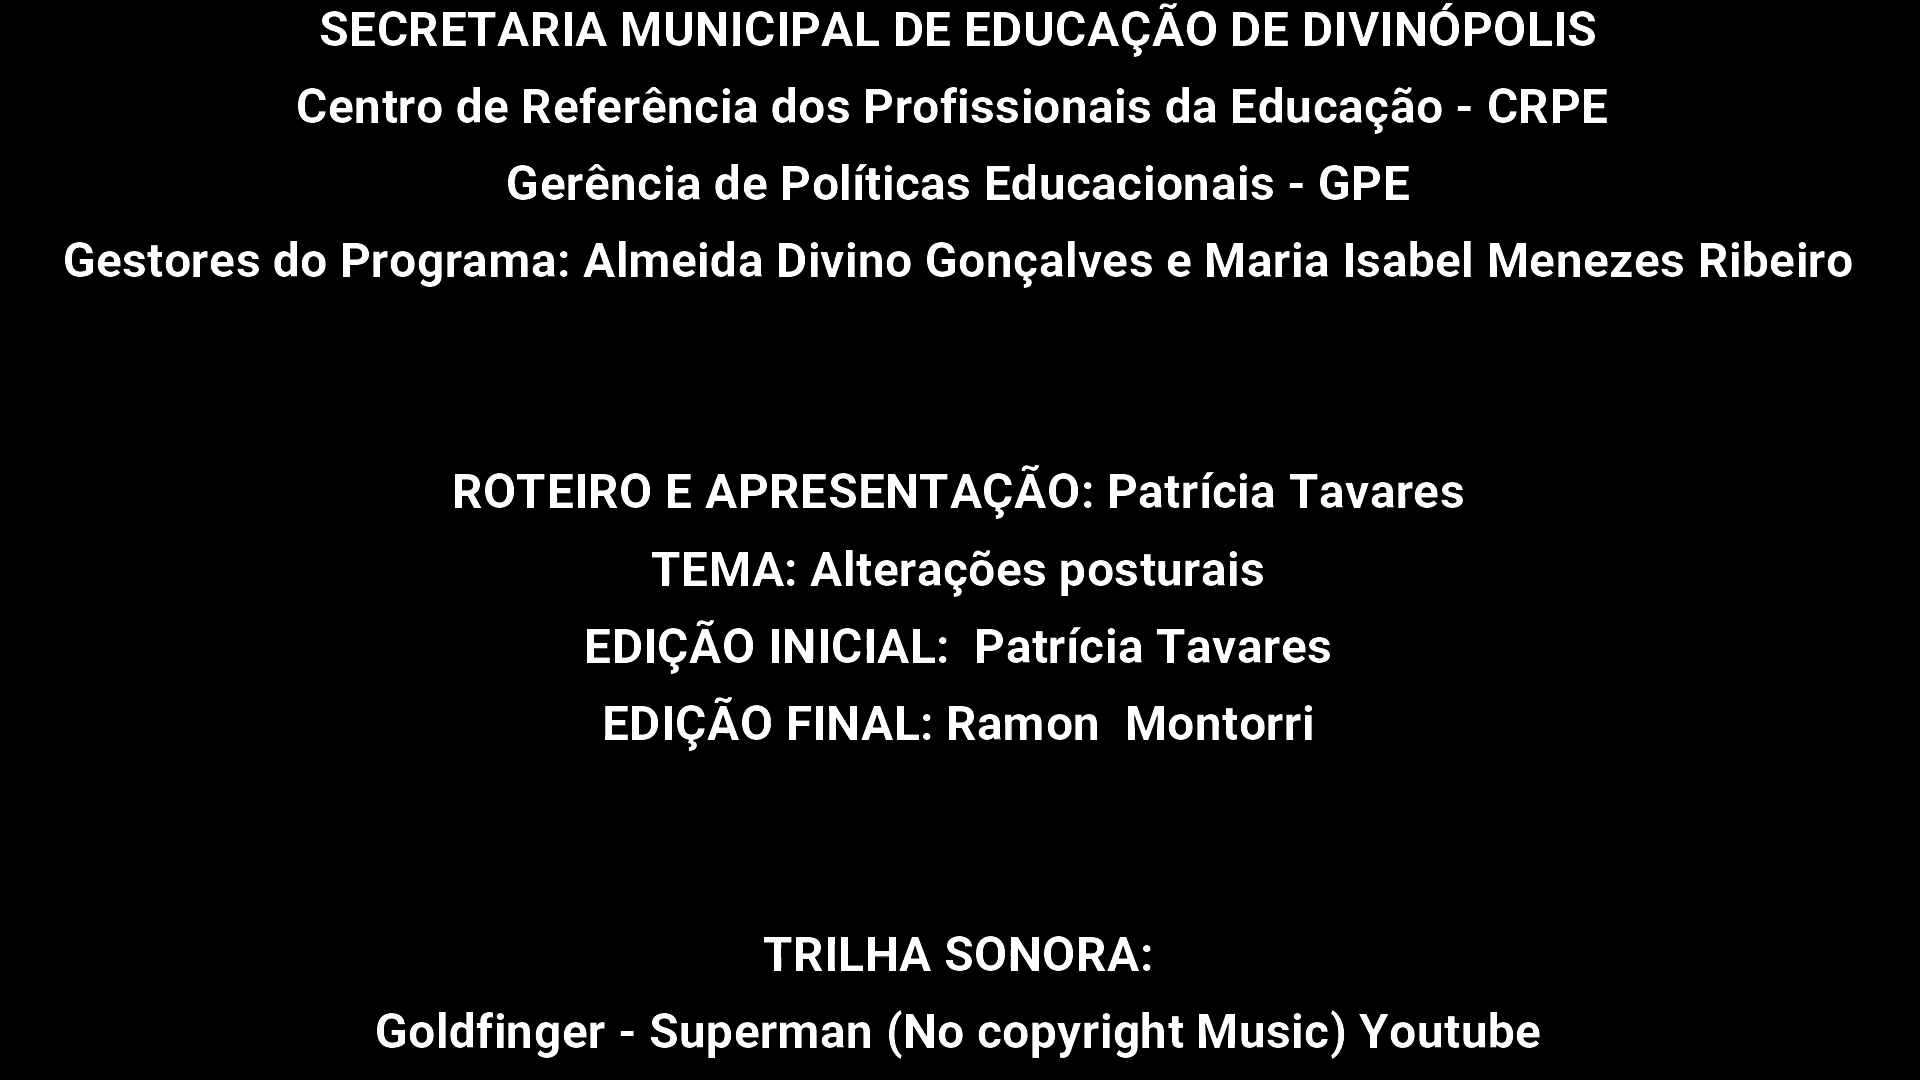 SECRETARIA MUNICIPAL DE EDUCAÇÃO DE DIVINÓPOLIS
Centro de Referência dos Profissionais da Educação - CRPE
Gerência de Políticas Educacionais - GPE
Gestores do Programa: Almeida Divino Gonçalves e Maria Isabel Menezes Ribeiro
ROTEIRO E APRESENTAÇÃO: Patrícia Tavares
TEMA: Alterações posturais
EDIÇÃO INICIAL:  Patrícia Tavares
EDIÇÃO FINAL: Ramon  Montorri
TRILHA SONORA:
Goldfinger - Superman (No copyright Music) Youtube